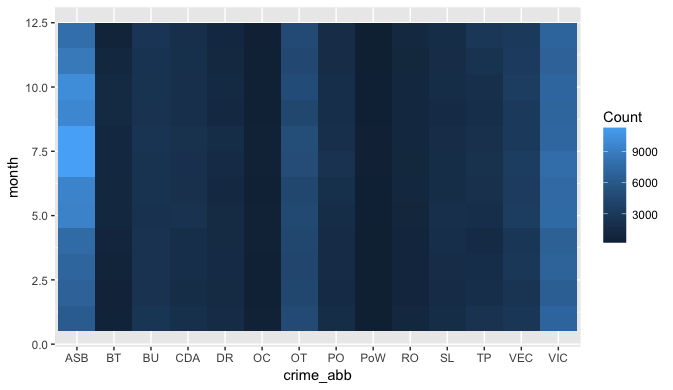 12.5
10.0
7.5
5.0
2.5
0.0
month
ASB BT BU CDA DR OC OT PO PoW RO SL TP VEC VIC
crime_abb
Count
9000
6000
3000